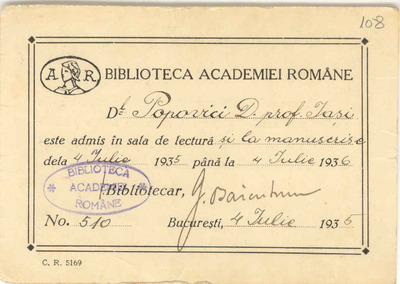 108
A R BIBLIOTECA ACADEMIEI ROMÂNE
Dl Popovici D. prof. Iași
este admis în sala de lectură și la manuscrise
dela 4 Iulie 1935 până la 4 Iulie 1936
BIBLIOTECA
ACADEMIEI
ROMÂNE
Bibliotecar,
No. 510 București, 4 Iulie 1935
C. R. 5169